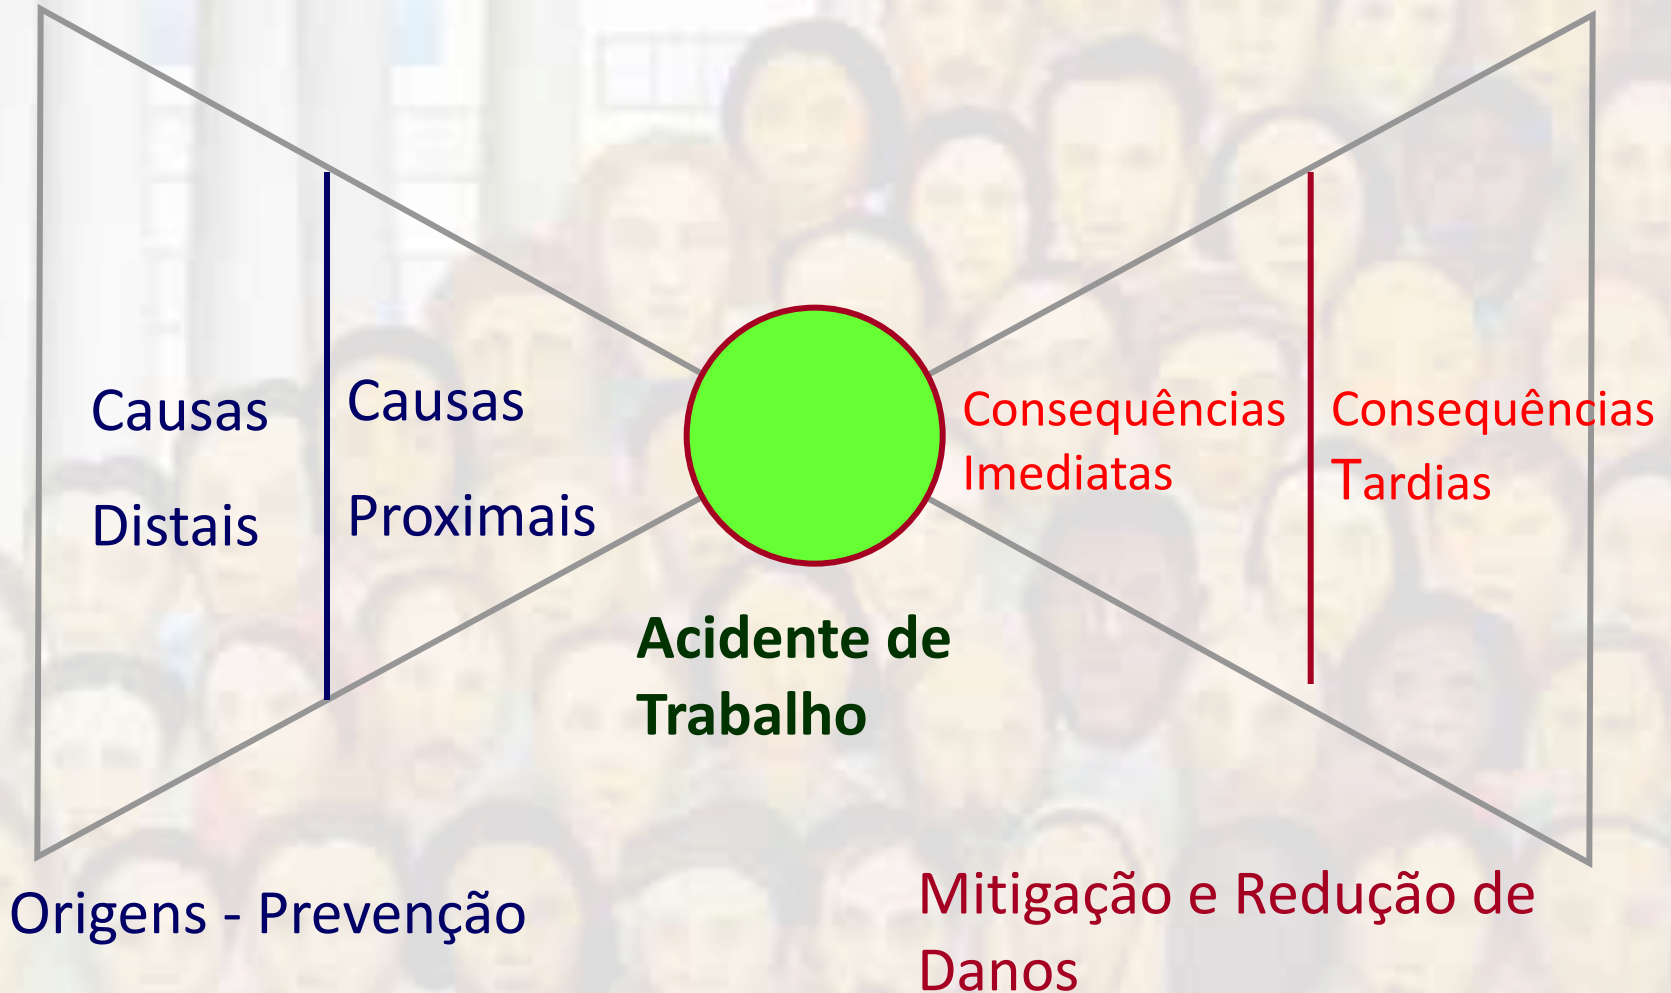 Causas
Distais
Causas
Proximais
Consequências
Imediatas
Consequências
Tardias
Acidente de
Trabalho
Origens - Prevenção
Mitigação e Redução de
Danos